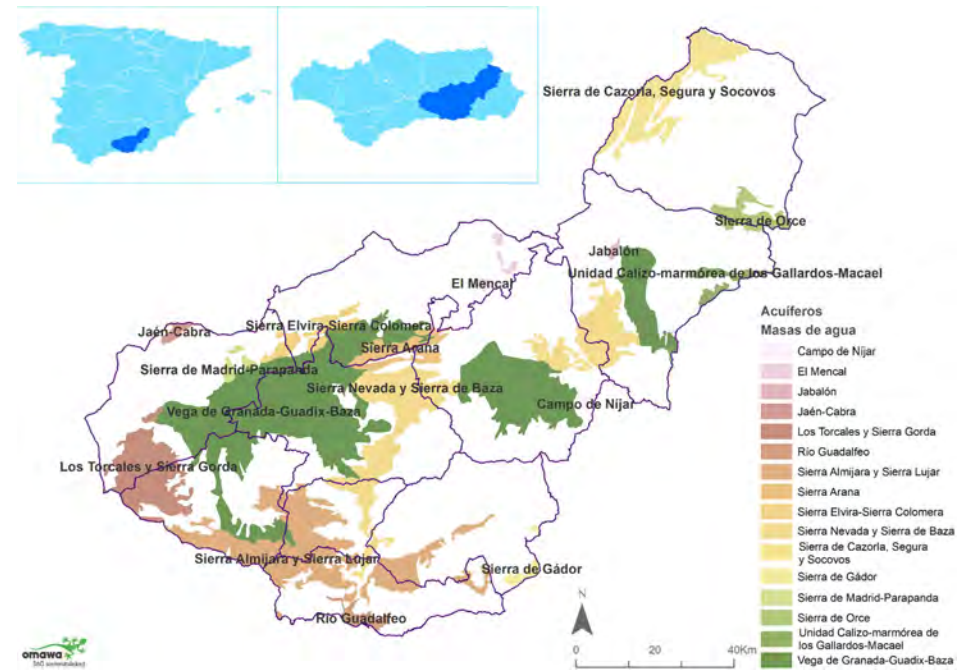 Sierra de Cazorla, Segura y Socovos
Sierra de Orce
Jabalón
Unidad Calizo-marmórea de los Gallardos-Macael
El Mencal
Sierra Elvira-Sierra Colomera
Jaén-Cabra
Sierra Arana
Sierra de Madrid-Parapanda
Sierra Nevada y Sierra de Baza
Campo de Níjar
Vega de Granada-Guadix-Baza
Los Torcales y Sierra Gorda
Sierra Almijara y Sierra Lujar
Sierra de Gádor
Río Guadalfeo
Acuíferos
Masas de agua
Campo de Níjar
El Mencal
Jabalón
Jaén-Cabra
Los Torcales y Sierra Gorda
Río Guadalfeo
Sierra Almijara y Sierra Lujar
Sierra Arana
Sierra Elvira-Sierra Colomera
Sierra Nevada y Sierra de Baza
Sierra de Cazorla, Segura
y Socovos
Sierra de Gádor
Sierra de Madrid-Parapanda
Sierra de Orce
Unidad Calizo-marmórea de
los Gallardos-Macael
Vega de Granada-Guadix-Baza
N
0 20 40Km
omawa
360 sostenibilidad